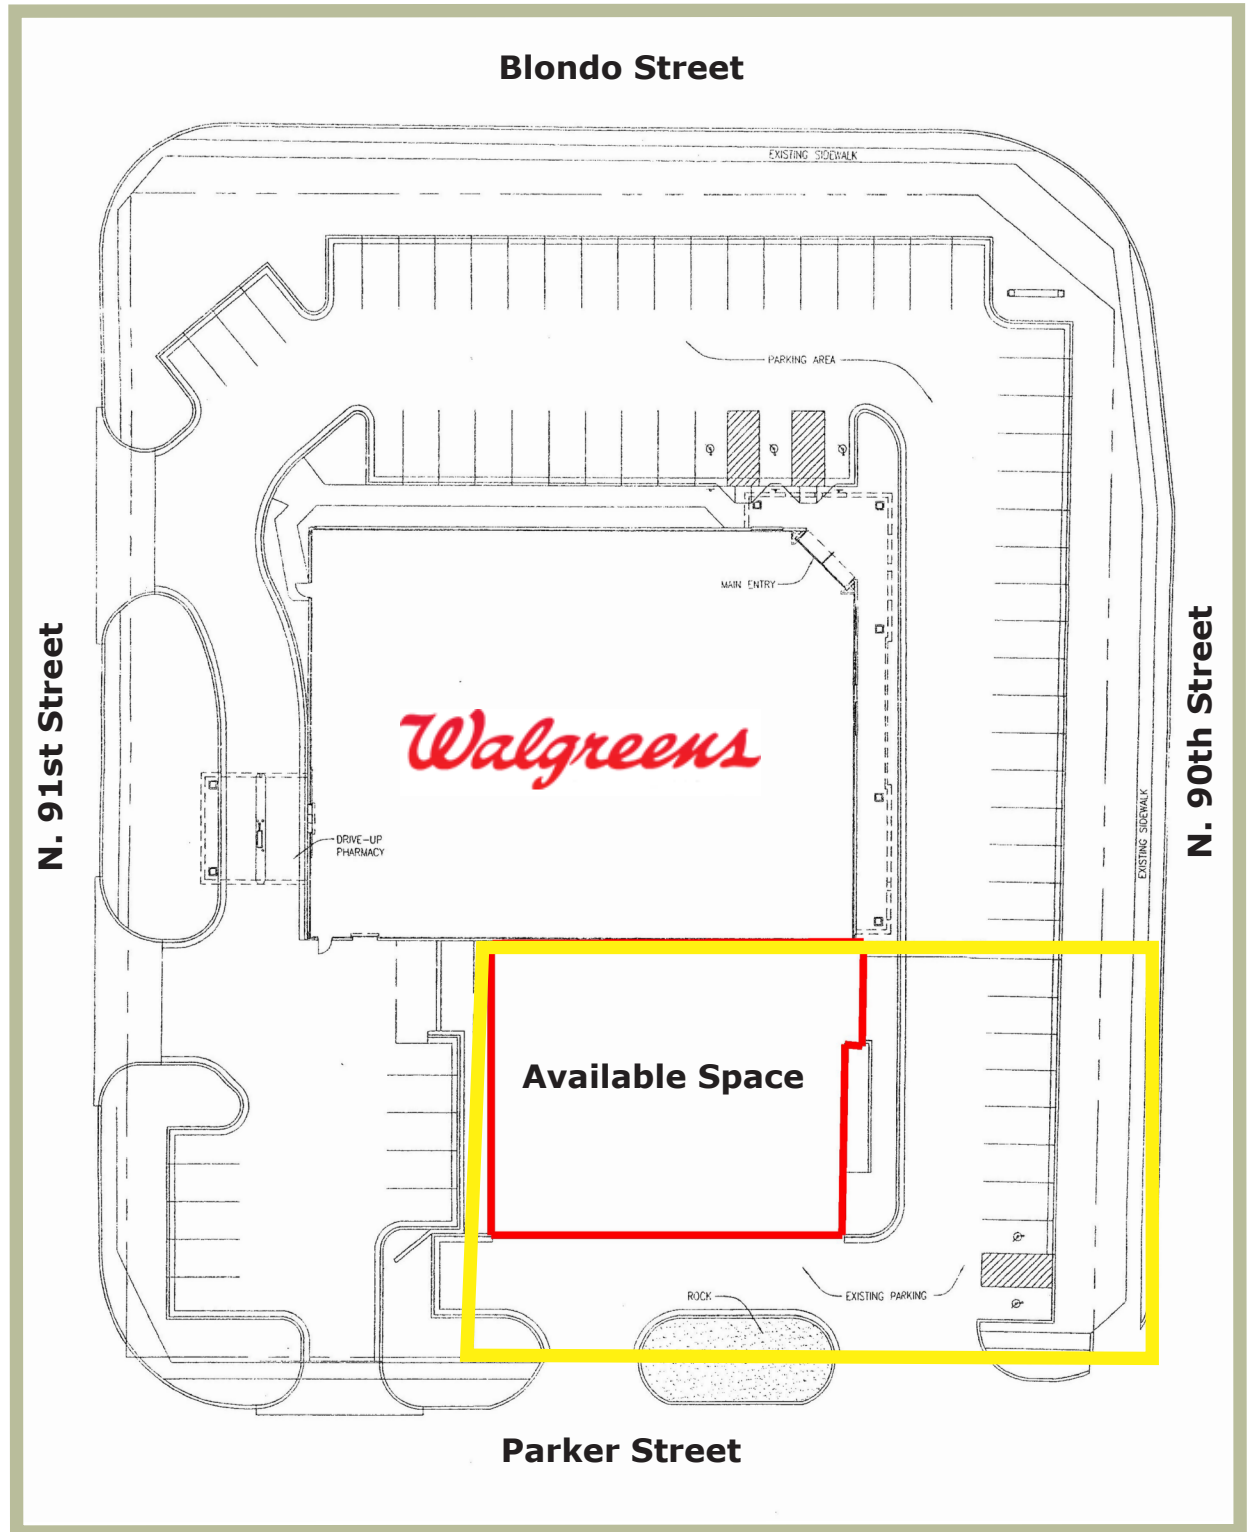 Blondo Street
EXISTING SIDEWALK
PARKING AREA
MAIN ENTRY
N. 91st Street
N. 90th Street
Walgreens
EXISTING SIDEWALK
DRIVE-UP
PHARMACY
Available Space
ROCK
EXISTING PARKING
Parker Street